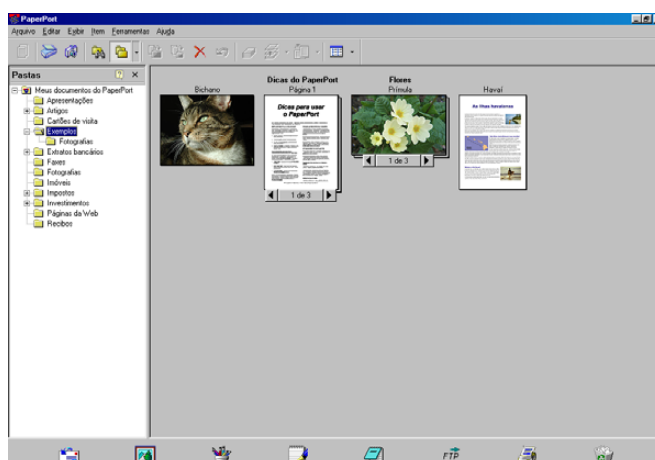 PaperPort
Arquivo Editar Exibir Item Ferramentas Ajuda
Pastas
Meus documentos do PaperPort
Apresentações
Artigos
Cartões de visita
Exemplos
Fotografias
Extratos bancários
Faxes
Fotografias
Imóveis
Impostos
Investimentos
Páginas da Web
Recibos
Bichano
Dicas do PaperPort
Página 1
Dicas para usar
o PaperPort
1 de 3
Flores
Prímula
1 de 3
Havaí
As ilhas havaianas
FTP